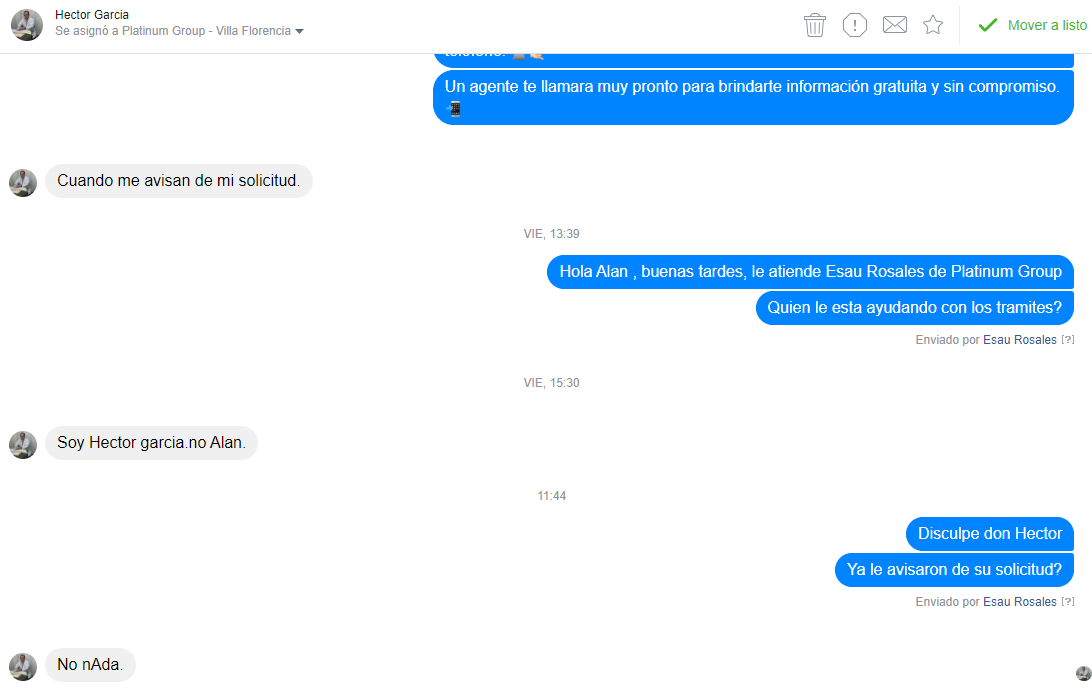 Hector Garcia
Se asignó a Platinum Group - Villa Florencia
Mover a listo
Un agente te llamara muy pronto para brindarte información gratuita y sin compromiso.
Cuando me avisan de mi solicitud.
VIE, 13:39
Hola Alan , buenas tardes, le atiende Esau Rosales de Platinum Group
Quien le esta ayudando con los tramites?
Enviado por Esau Rosales [?]
VIE, 15:30
Soy Hector garcia.no Alan.
11:44
Disculpe don Hector
Ya le avisaron de su solicitud?
Enviado por Esau Rosales [?]
No nAda.